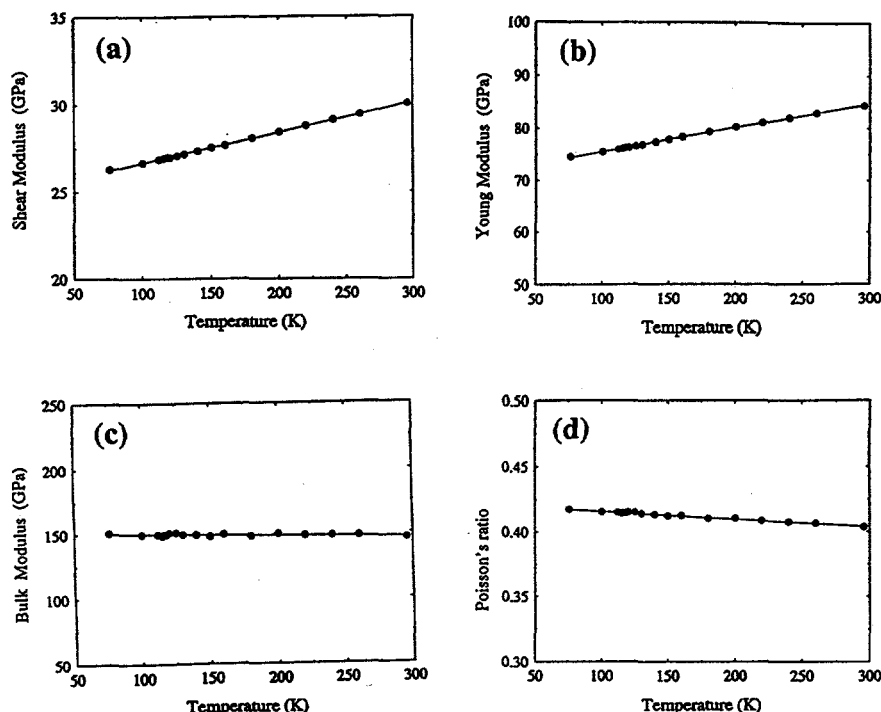 (a)
35
30
25
20
Shear Modulus (GPa)
50 100 150 200 250 300
Temperature (K)
(b)
100
90
80
70
60
50
Young Modulus (GPa)
50 100 150 200 250 300
Temperature (K)
(c)
250
200
150
100
50
Bulk Modulus (GPa)
50 100 150 200 250 300
Temperature (K)
(d)
0.50
0.45
0.40
0.35
0.30
Poisson's ratio
50 100 150 200 250 300
Temperature (K)